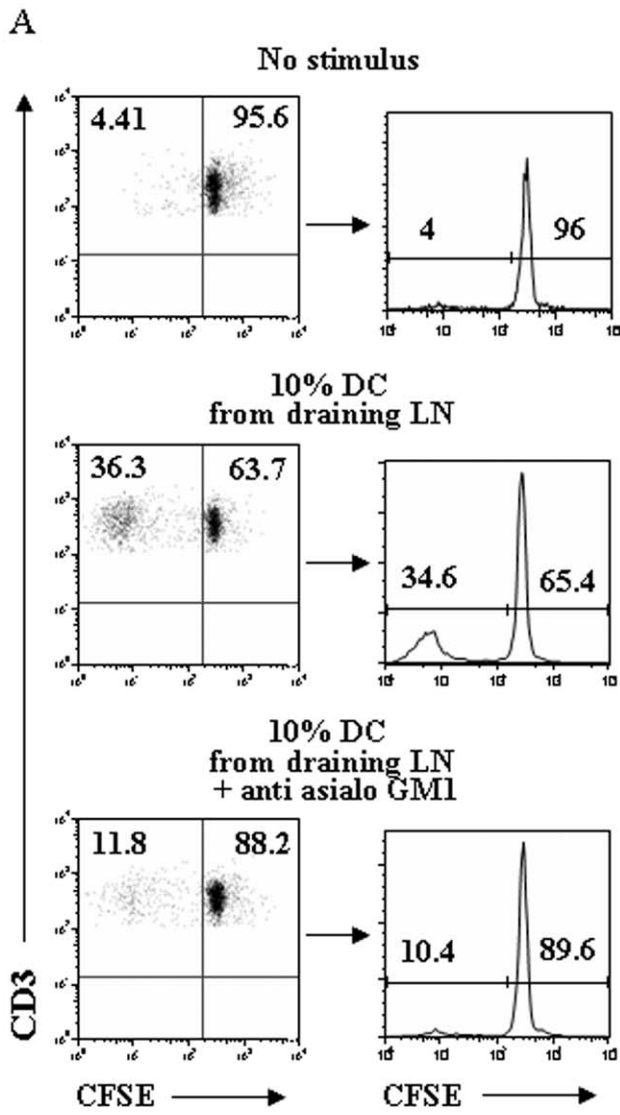 A
No stimulus
4.41 95.6
4 96
10% DC
from draining LN
36.3 63.7
34.6 65.4
10% DC
from draining LN
+ anti asialo GM1
11.8 88.2
10.4 89.6
CD3
CFSE CFSE